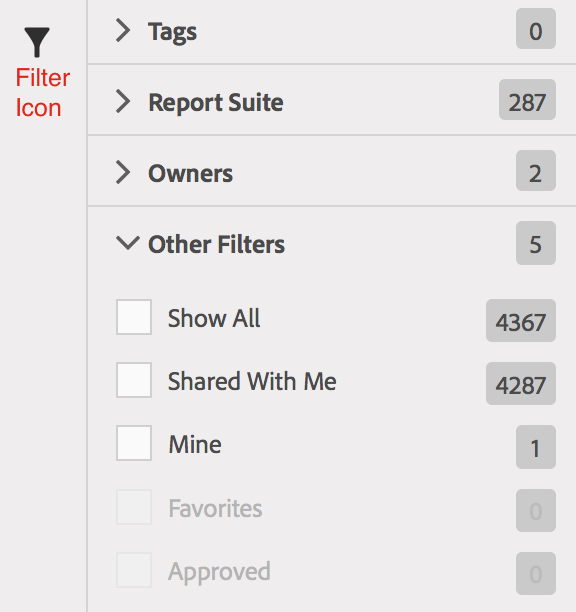 Filter
Icon
Tags 0
Report Suite 287
Owners 2
Other Filters 5
Show All 4367
Shared With Me 4287
Mine 1
Favorites 0
Approved 0